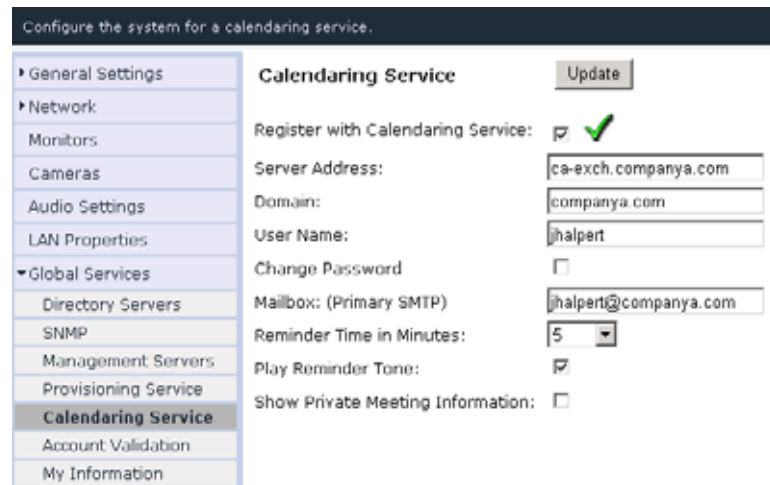 Configure the system for a calendaring service.
General Settings
Network
Monitors
Cameras
Audio Settings
LAN Properties
Global Services
Directory Servers
SNMP
Management Servers
Provisioning Service
Calendaring Service
Account Validation
My Information
Calendaring Service
Update
Register with Calendaring Service:
Server Address:
ca-exch.companya.com
Domain:
companya.com
User Name:
jhalpert
Change Password
Mailbox: (Primary SMTP)
jhalpert@companya.com
Reminder Time in Minutes:
5
Play Reminder Tone:
Show Private Meeting Information: